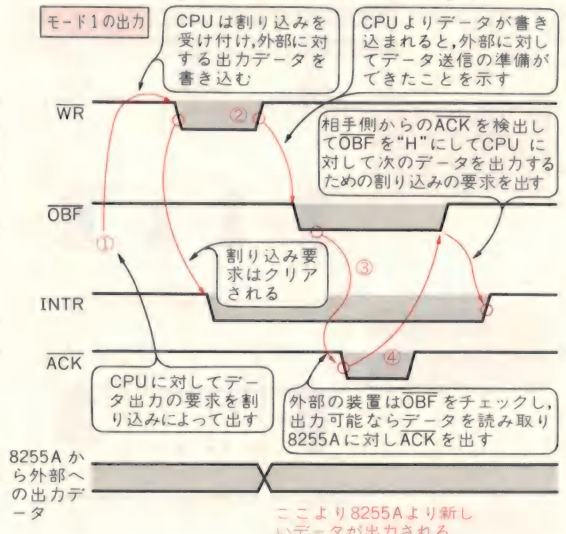 モード1の出力
CPUは割り込みを
受け付け,外部に対
する出力データを
書き込む
CPUよりデータが書き
込まれると,外部に対し
てデータ送信の準備が
できたことを示す
WR
②
相手側からのACKを検出し
てOBFを“H”にしてCPUに
対して次のデータを出力する
ための割り込みの要求を出す
OBF
①
割り込み要
求はクリア
される
③
INTR
ACK
④
CPUに対してデー
タ出力の要求を割
り込みによって出す
外部の装置はOBFをチェックし,
出力可能ならデータを読み取り
8255Aに対しACKを出す
8255Aか
ら外部へ
の出力デ
ータ
ここより8255Aより新し
いデータが出力される